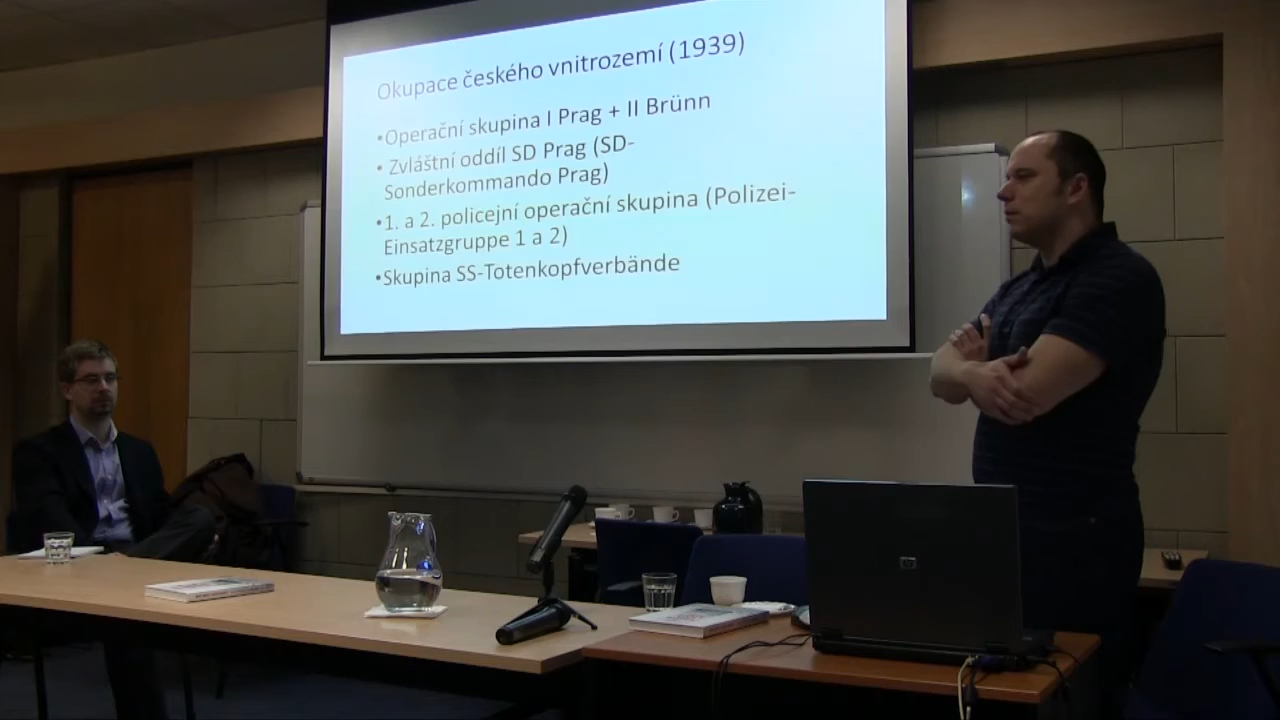 Okupace českého vnitrozemí (1939)
•Operační skupina I Prag + II Brünn
• Zvláštní oddíl SD Prag (SD-
Sonderkommando Prag)
•1. a 2. policejní operační skupina (Polizei-
Einsatzgruppe 1 a 2)
•Skupina SS-Totenkopfverbände
hp